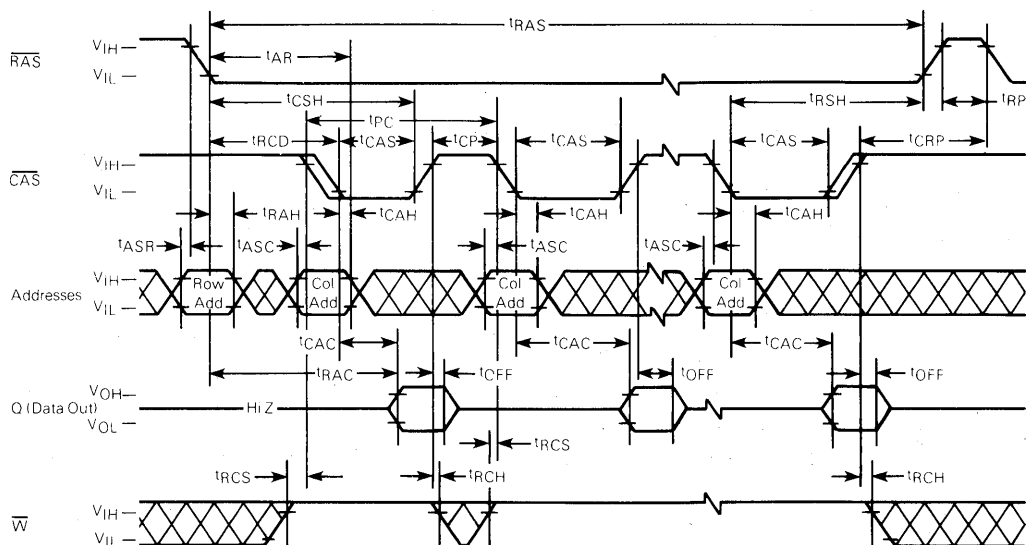 tRAS
VIH
RAS
tAR
VIL
tCSH
tRSH
tRP
tPC
tRCD
tCAS
tCP
tCAS
tCAS
tCRP
VIH
CAS
VIL
tRAH
tCAH
tCAH
tCAH
tASR
tASC
tASC
tASC
VIH
Addresses
VIL
Row Add
Col Add
Col Add
Col Add
tCAC
tCAC
tCAC
tRAC
tOFF
tOFF
tOFF
VOH
Q (Data Out)
Hi Z
VOL
tRCS
tRCS
tRCH
tRCH
VIH
W
VIL